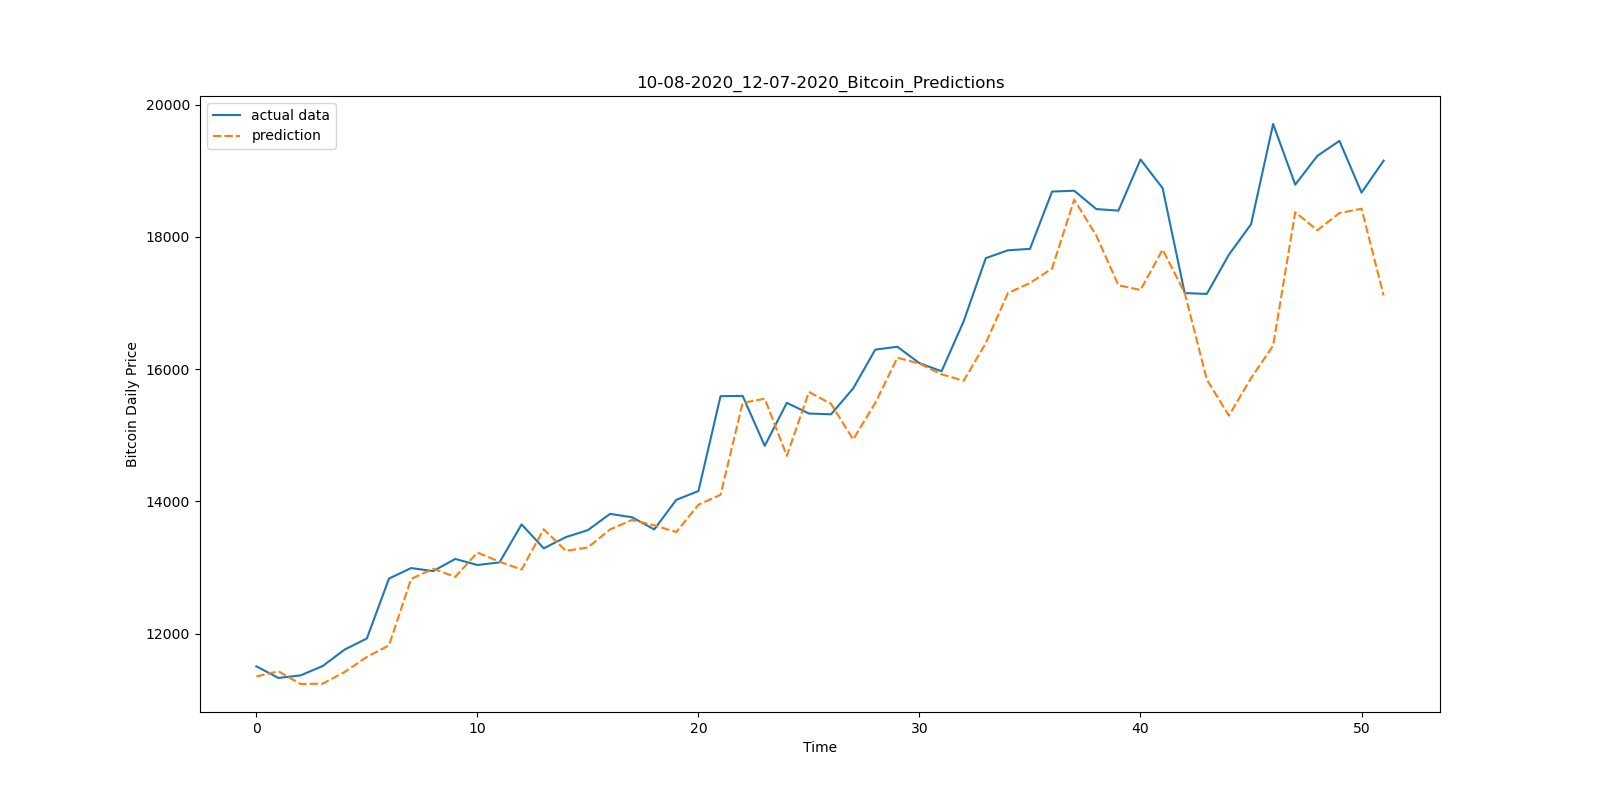 10-08-2020_12-07-2020_Bitcoin_Predictions
actual data
prediction
Bitcoin Daily Price
20000
18000
16000
14000
12000
0 10 20 30 40 50
Time